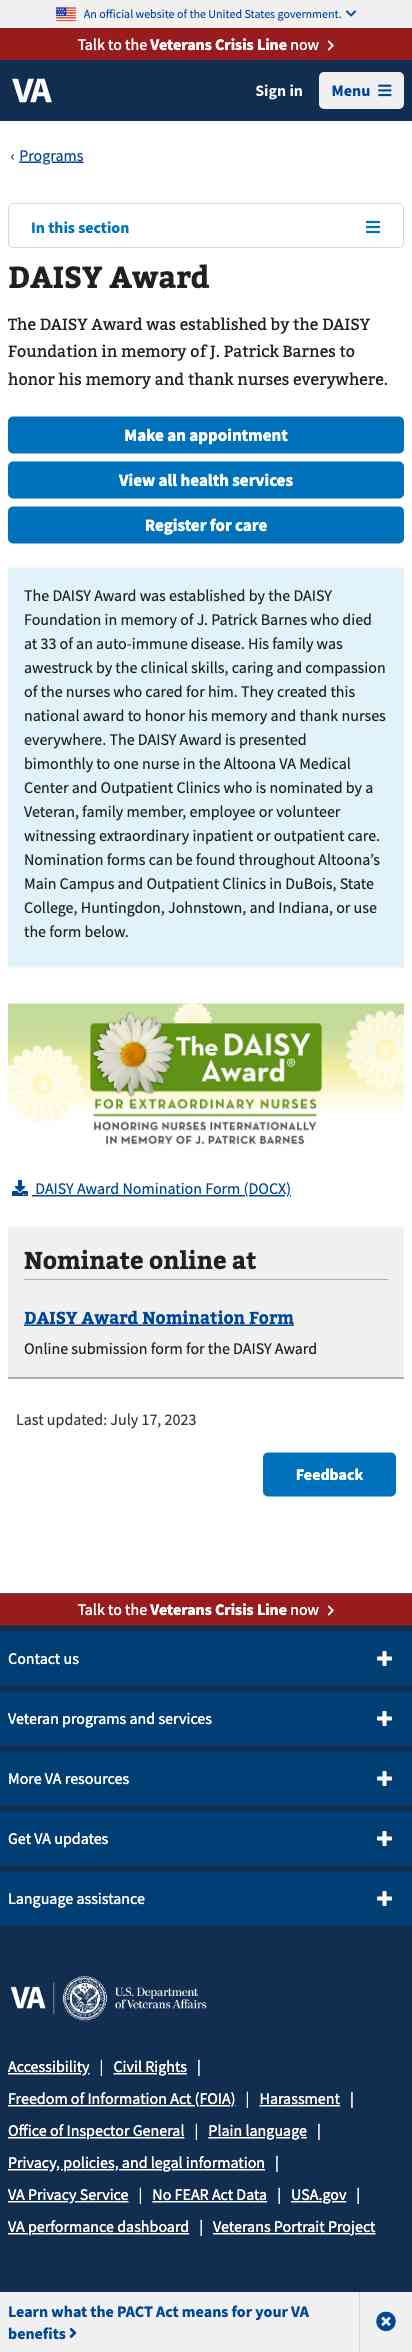 An official website of the United States government.
Talk to the Veterans Crisis Line now
VA
Sign in
Menu
‹ Programs
In this section
DAISY Award
The DAISY Award was established by the DAISY
Foundation in memory of J. Patrick Barnes to
honor his memory and thank nurses everywhere.
Make an appointment
View all health services
Register for care
The DAISY Award was established by the DAISY
Foundation in memory of J. Patrick Barnes who died
at 33 of an auto-immune disease. His family was
awestruck by the clinical skills, caring and compassion
of the nurses who cared for him. They created this
national award to honor his memory and thank nurses
everywhere. The DAISY Award is presented
bimonthly to one nurse in the Altoona VA Medical
Center and Outpatient Clinics who is nominated by a
Veteran, family member, employee or volunteer
witnessing extraordinary inpatient or outpatient care.
Nomination forms can be found throughout Altoona's
Main Campus and Outpatient Clinics in DuBois, State
College, Huntingdon, Johnstown, and Indiana, or use
the form below.
The DAISY
Award®
FOR EXTRAORDINARY NURSES
HONORING NURSES INTERNATIONALLY
IN MEMORY OF J. PATRICK BARNES
DAISY Award Nomination Form (DOCX)
Nominate online at
DAISY Award Nomination Form
Online submission form for the DAISY Award
Last updated: July 17, 2023
Feedback
Talk to the Veterans Crisis Line now
Contact us
Veteran programs and services
More VA resources
Get VA updates
Language assistance
VA | U.S. Department
of Veterans Affairs
Accessibility | Civil Rights |
Freedom of Information Act (FOIA) | Harassment |
Office of Inspector General | Plain language |
Privacy, policies, and legal information |
VA Privacy Service | No FEAR Act Data | USA.gov |
VA performance dashboard | Veterans Portrait Project
Learn what the PACT Act means for your VA
benefits